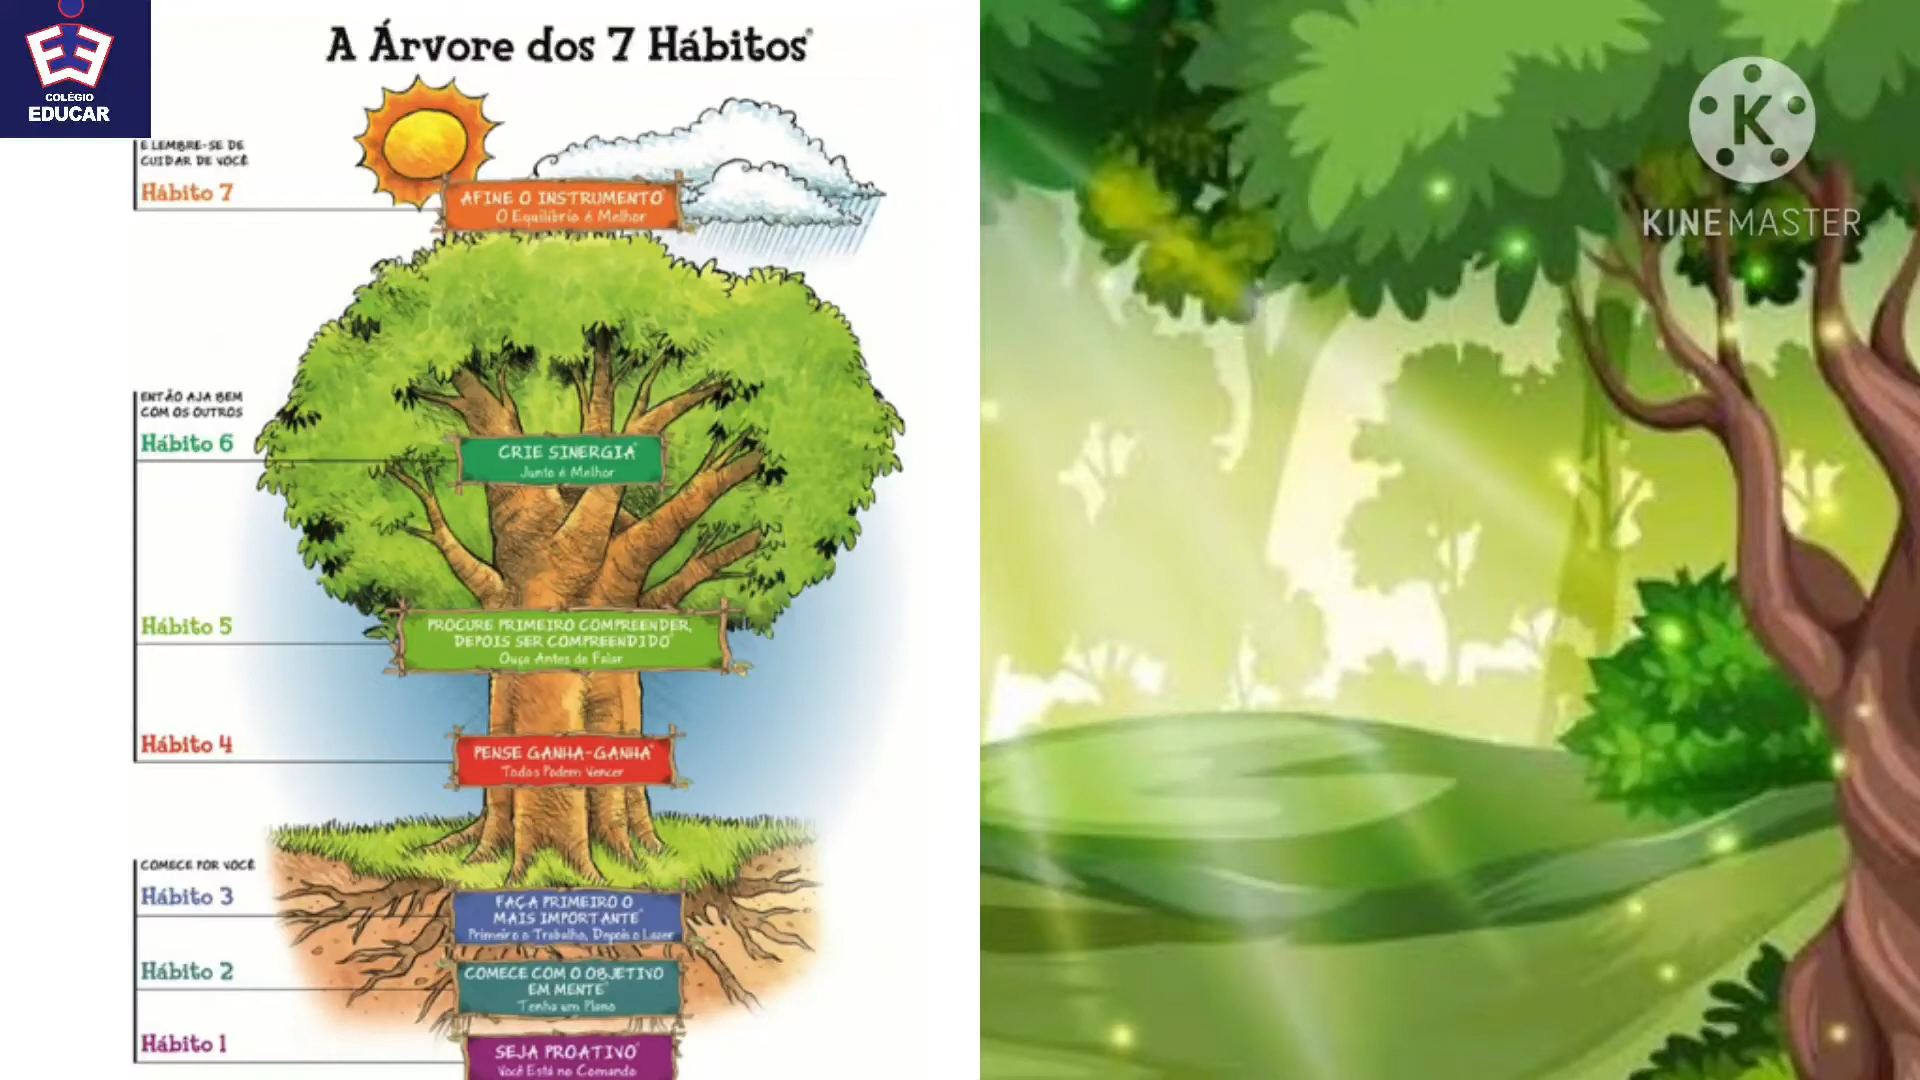 COLÉGIO
EDUCAR
A Árvore dos 7 Hábitos®
E LEMBRE-SE DE
CUIDAR DE VOCÊ
Hábito 7
AFINE O INSTRUMENTO
O Equilíbrio é Melhor
K
KINEMASTER
ENTÃO AJA BEM
COM OS OUTROS
Hábito 6
CRIE SINERGIA®
Junto é Melhor
Hábito 5
PROCURE PRIMEIRO COMPREENDER,
DEPOIS SER COMPREENDIDO®
Ouça Antes de Falar
Hábito 4
PENSE GANHA-GANHA®
Todos Podem Vencer
COMECE POR VOCÊ
Hábito 3
FAÇA PRIMEIRO O
MAIS IMPORTANTE®
Primeiro o Trabalho, Depois o Lazer
Hábito 2
COMECE COM O OBJETIVO
EM MENTE®
Tenha um Plano
Hábito 1
SEJA PROATIVO®
Você Está no Comando